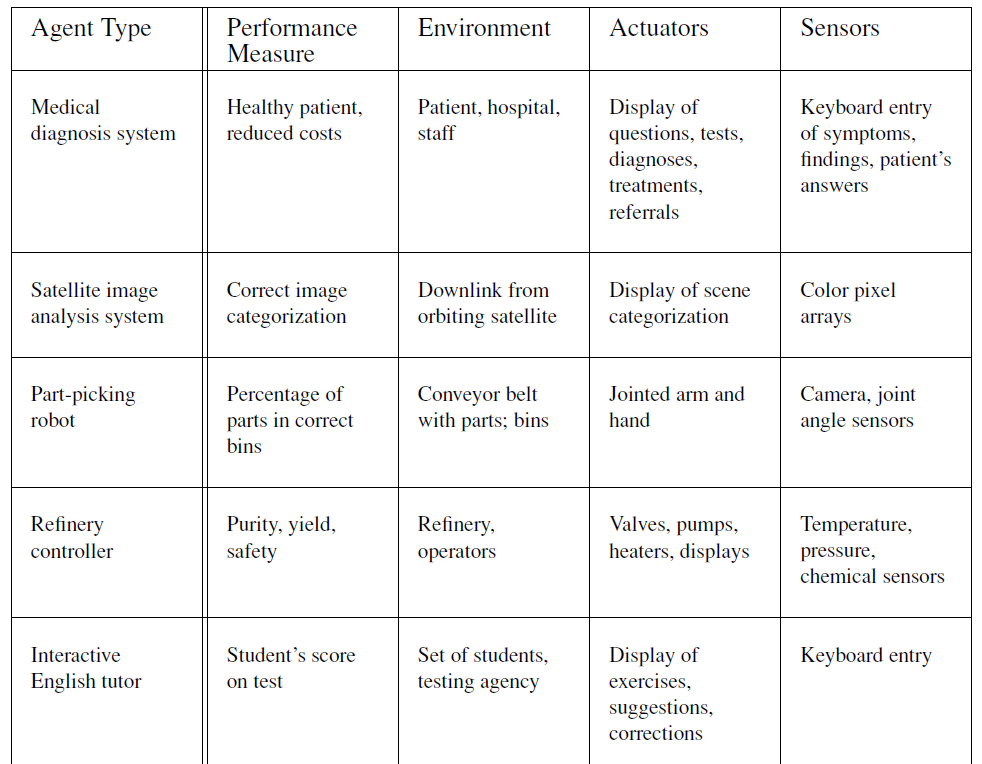 Agent Type
Performance
Measure
Environment
Actuators
Sensors
Medical
diagnosis system
Healthy patient,
reduced costs
Patient, hospital,
staff
Display of
questions, tests,
diagnoses,
treatments,
referrals
Keyboard entry
of symptoms,
findings, patient’s
answers
Satellite image
analysis system
Correct image
categorization
Downlink from
orbiting satellite
Display of scene
categorization
Color pixel
arrays
Part-picking
robot
Percentage of
parts in correct
bins
Conveyor belt
with parts; bins
Jointed arm and
hand
Camera, joint
angle sensors
Refinery
controller
Purity, yield,
safety
Refinery,
operators
Valves, pumps,
heaters, displays
Temperature,
pressure,
chemical sensors
Interactive
English tutor
Student’s score
on test
Set of students,
testing agency
Display of
exercises,
suggestions,
corrections
Keyboard entry